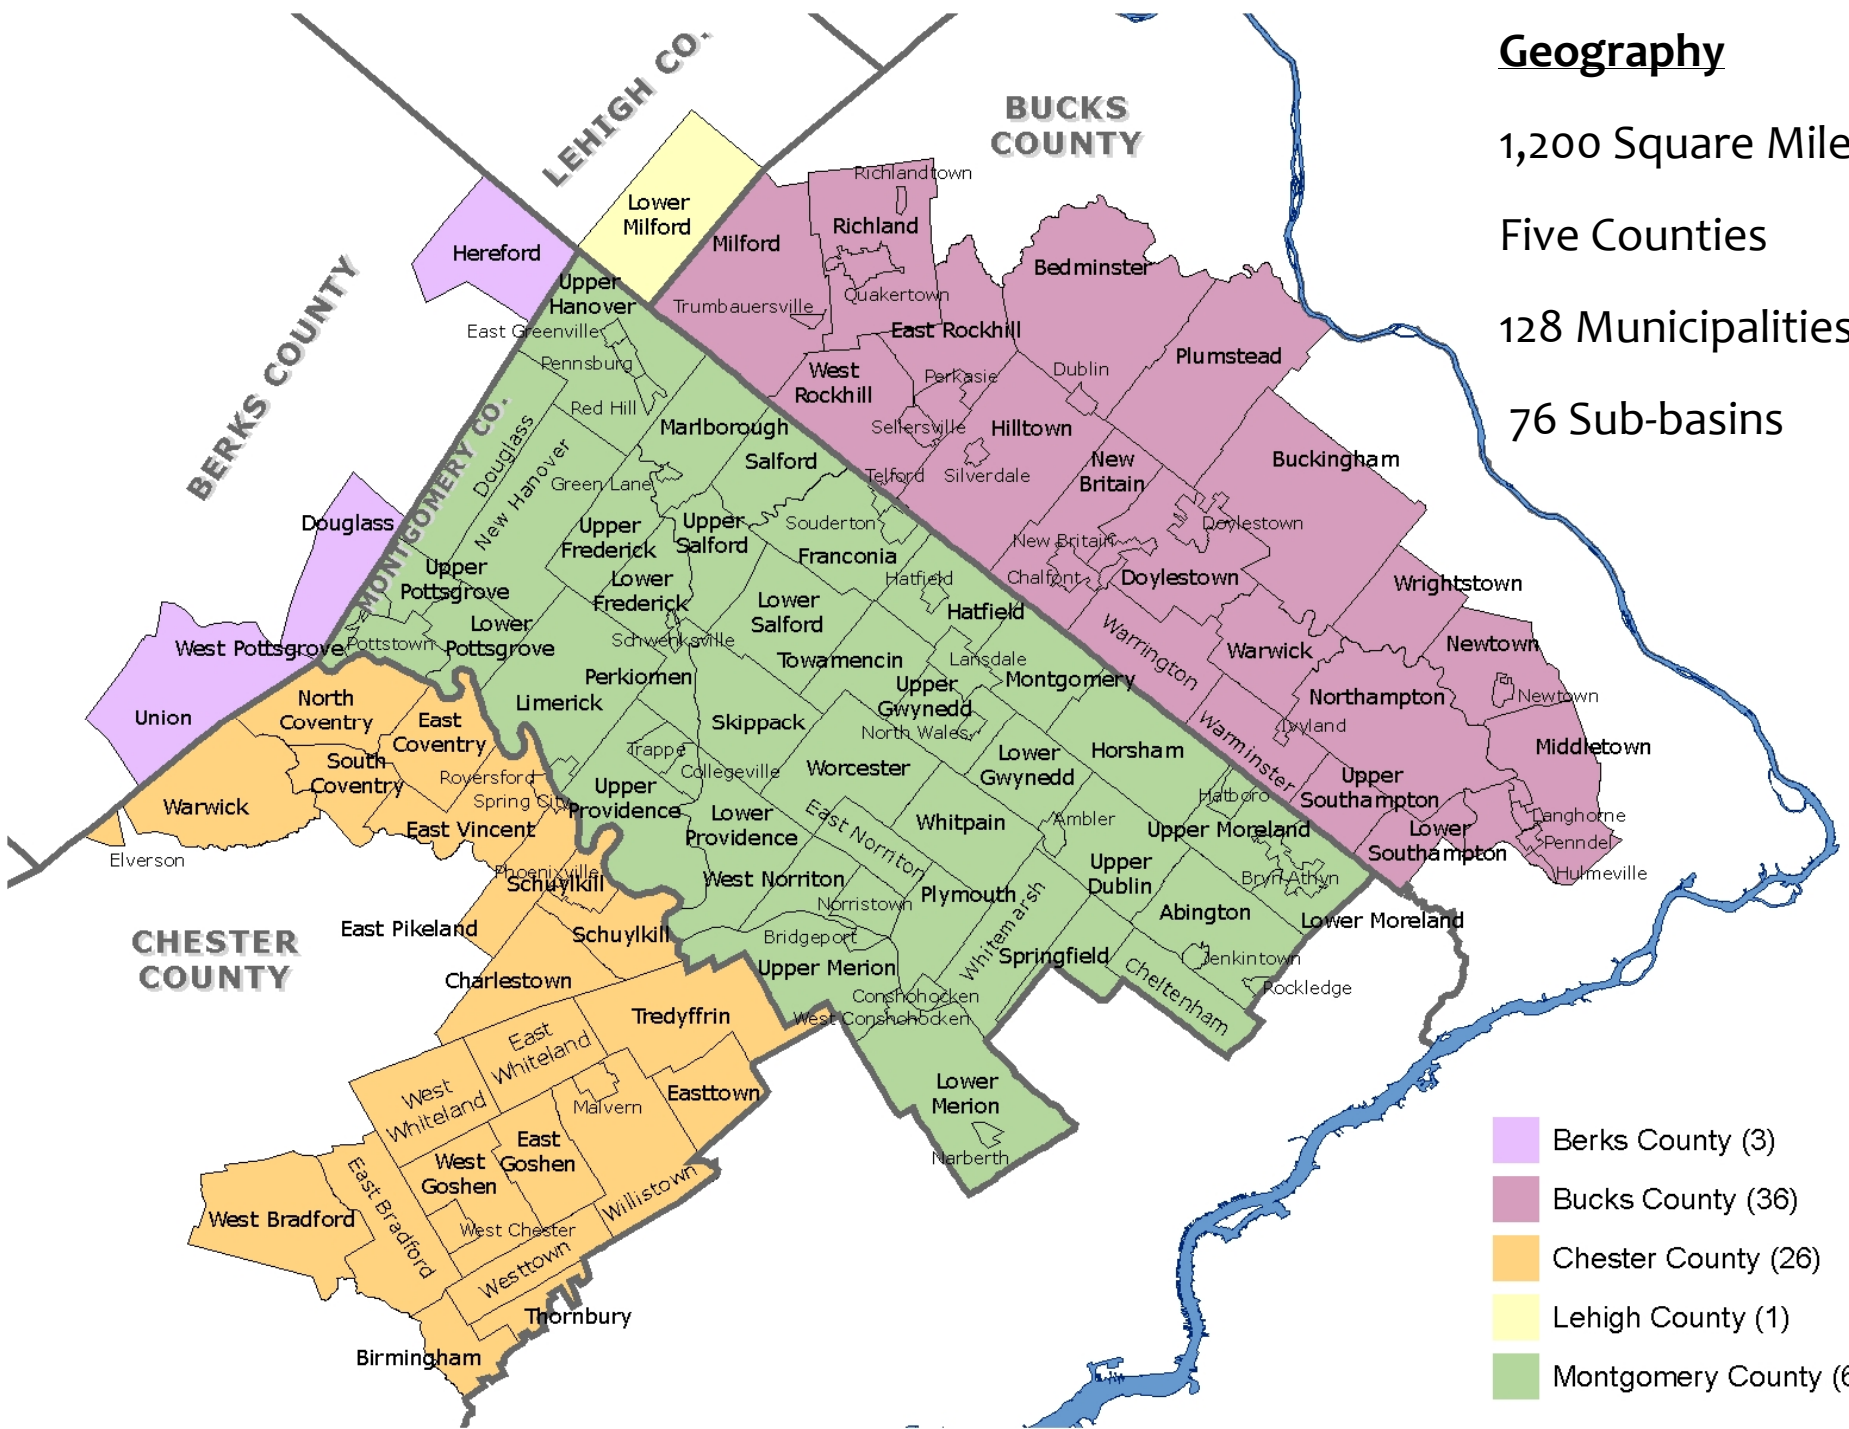 Geography
1,200 Square Mile
Five Counties
128 Municipalities
76 Sub-basins
LEHIGH CO.
BUCKS
COUNTY
BERKS COUNTY
MONTGOMERY CO.
CHESTER
COUNTY
Lower
Milford
Hereford
Douglass
West Pottsgrove
Union
Milford
Richlandtown
Richland
Quakertown
Trumbauersville
East Rockhill
West
Rockhill
Bedminster
Plumstead
Dublin
Perkasie
Sellersville
Hilltown
Telford
Silverdale
New
Britain
Buckingham
Doylestown
New Britain
Chalfont
Doylestown
Wrightstown
Warrington
Warwick
Newtown
Newtown
Northampton
Ivyland
Warminster
Middletown
Upper
Southampton
Lower
Southampton
Langhorne
Penndel
Hulmeville
Upper
Hanover
East Greenville
Pennsburg
Red Hill
Marlborough
Salford
Douglass
New Hanover
Green Lane
Upper
Frederick
Upper
Salford
Souderton
Franconia
Upper
Pottsgrove
Lower
Frederick
Hatfield
Hatfield
Lower
Salford
Pottstown
Lower
Pottsgrove
Schwenksville
Towamencin
Lansdale
Montgomery
Perkiomen
Limerick
Upper
Gwynedd
North Wales
Skippack
Trappe
Collegeville
Worcester
Lower
Gwynedd
Horsham
Royersford
Spring City
Upper
Providence
Lower
Providence
East Norriton
Whitpain
Ambler
Hatboro
Upper Moreland
Upper
Dublin
Bryn Athyn
West Norriton
Norristown
Plymouth
Whitemarsh
Abington
Lower Moreland
Bridgeport
Upper Merion
Springfield
Jenkintown
Cheltenham
Rockledge
Conshohocken
West Conshohocken
Lower
Merion
Narberth
North
Coventry
East
Coventry
South
Coventry
Warwick
Elverson
East Vincent
Phoenixville
Schuylkill
East Pikeland
Schuylkill
Charlestown
Tredyffrin
East
Whiteland
West
Whiteland
Malvern
Easttown
East
Goshen
West
Goshen
Willistown
West Bradford
East Bradford
West Chester
Westtown
Thornbury
Birmingham
Berks County (3)
Bucks County (36)
Chester County (26)
Lehigh County (1)
Montgomery County (6